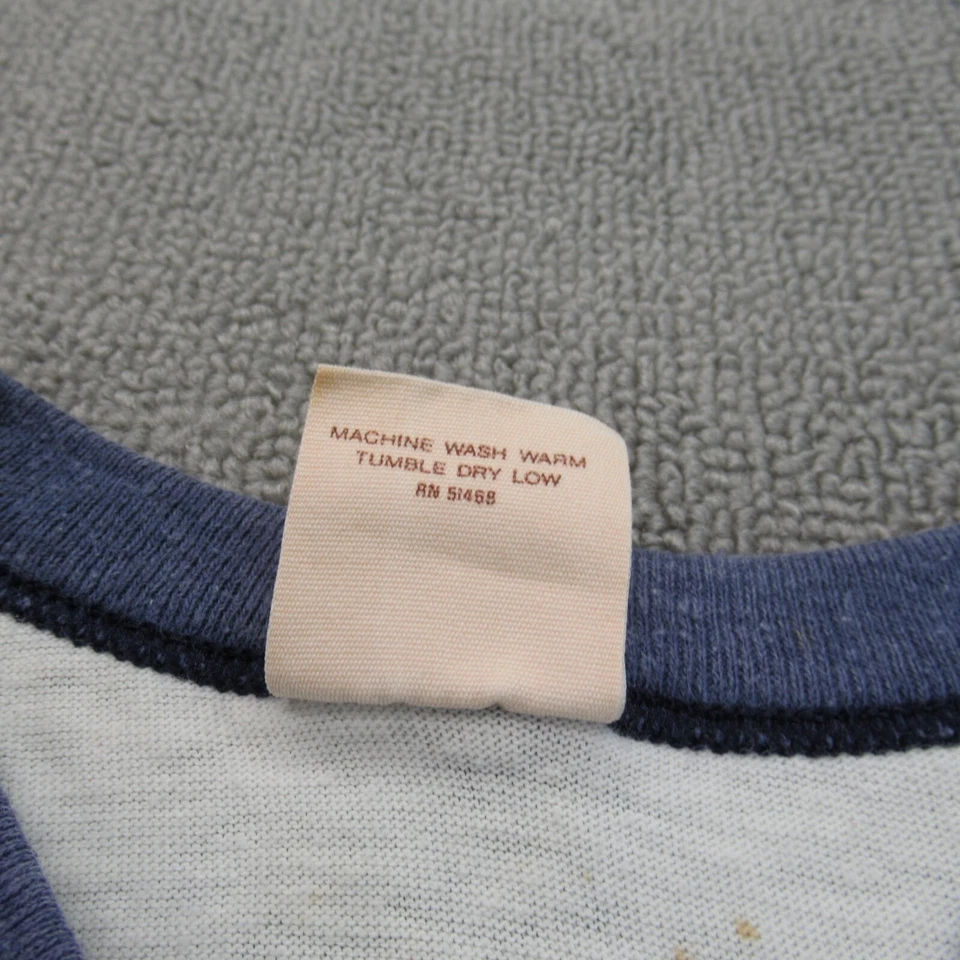 MACHINE WASH WARM
TUMBLE DRY LOW
RN 51468